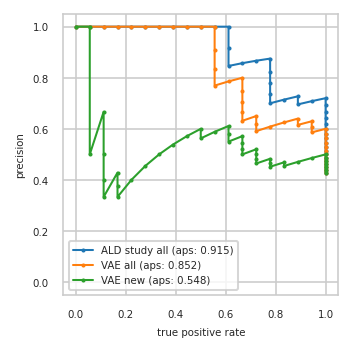 1.0
0.8
0.6
0.4
0.2
0.0
precision
ALD study all (aps: 0.915)
VAE all (aps: 0.852)
VAE new (aps: 0.548)
0.0 0.2 0.4 0.6 0.8 1.0
true positive rate